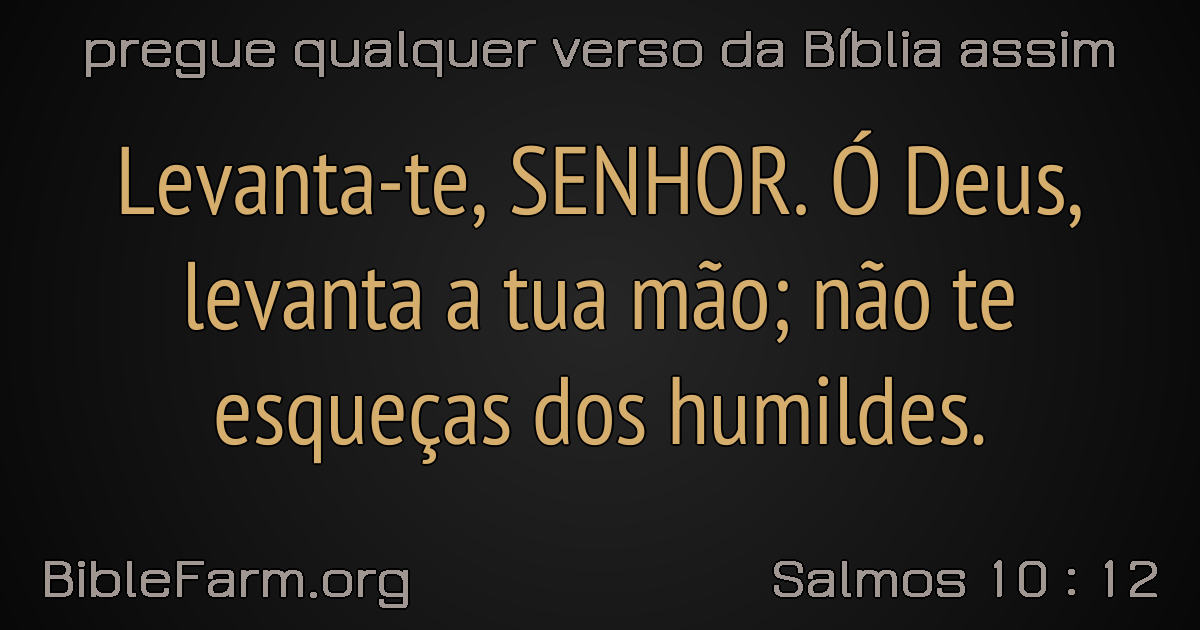 pregue qualquer verso da Bíblia assim
Levanta-te, SENHOR. Ó Deus,
levanta a tua mão; não te
esqueças dos humildes.
BibleFarm.org
Salmos 10 : 12